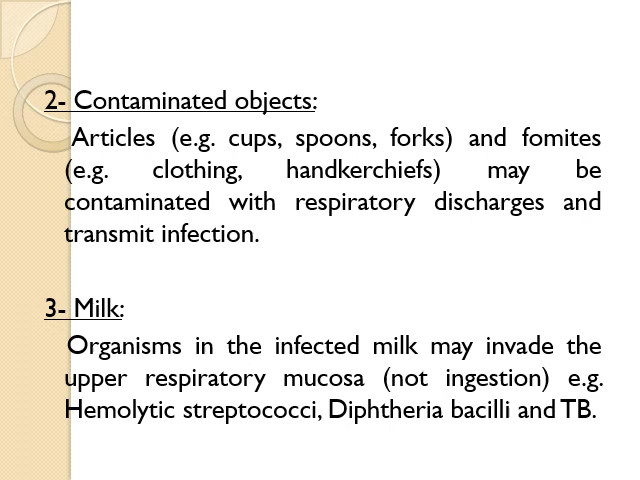 2- Contaminated objects:
Articles (e.g. cups, spoons, forks) and fomites
(e.g. clothing, handkerchiefs) may be
contaminated with respiratory discharges and
transmit infection.
3- Milk:
Organisms in the infected milk may invade the
upper respiratory mucosa (not ingestion) e.g.
Hemolytic streptococci, Diphtheria bacilli and TB.